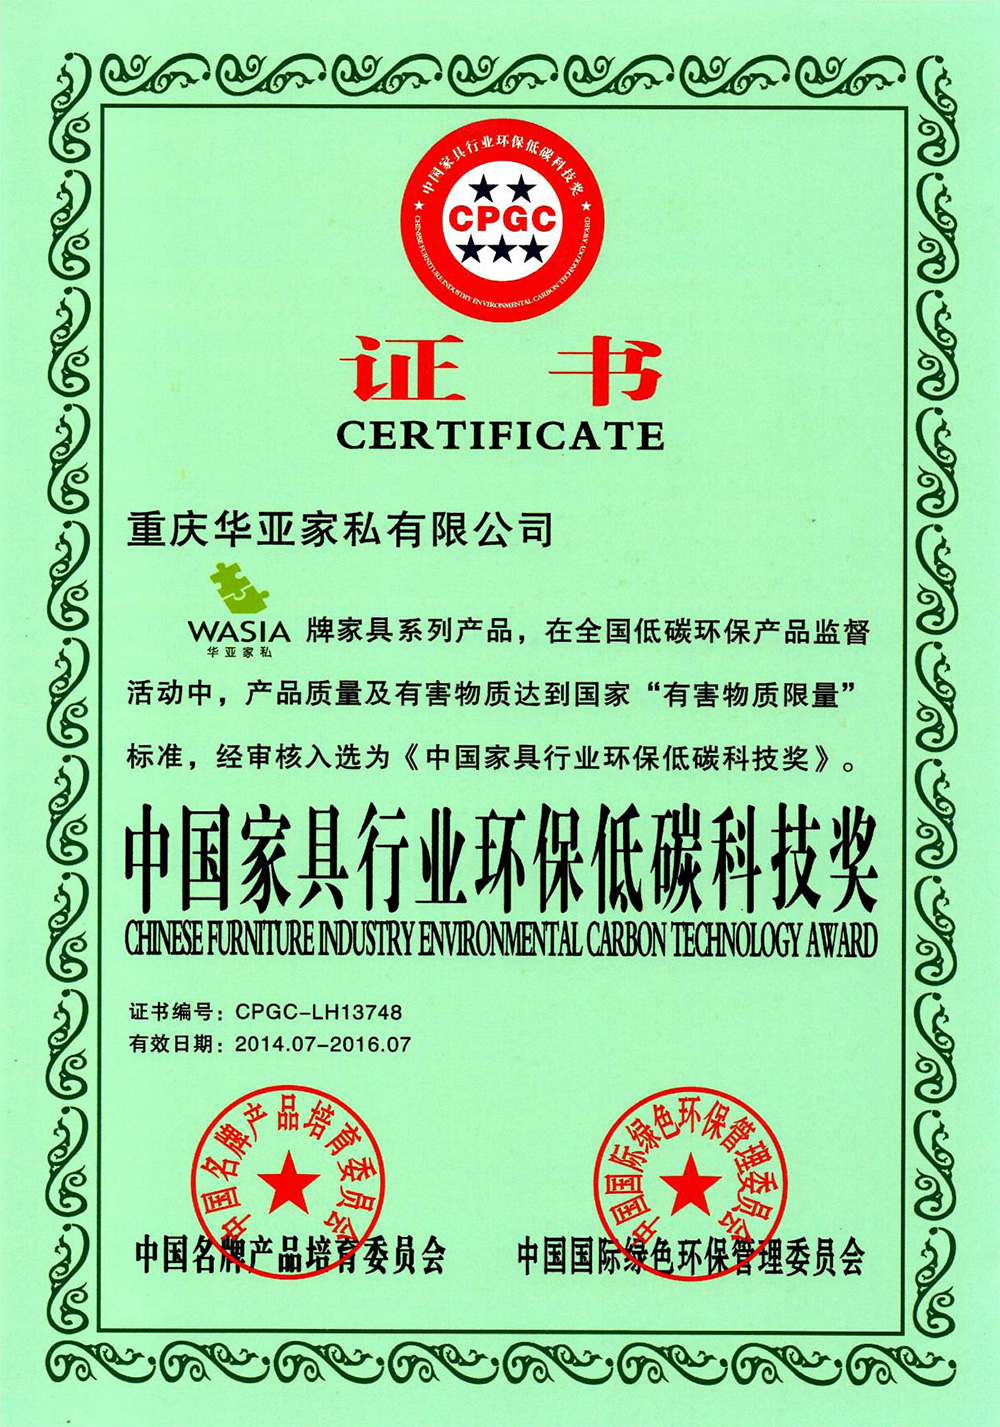 中国家具行业环保低碳科技奖
CPGC
CHINESE FURNITURE INDUSTRY ENVIRONMENTAL CARBON TECHNOLOGY AWARD
证书
CERTIFICATE
重庆华亚家私有限公司
WASIA 牌家具系列产品，在全国低碳环保产品监督
华亚家私
活动中，产品质量及有害物质达到国家“有害物质限量”
标准，经审核入选为《中国家具行业环保低碳科技奖》。
中国家具行业环保低碳科技奖
CHINESE FURNITURE INDUSTRY ENVIRONMENTAL CARBON TECHNOLOGY AWARD
证书编号：CPGC-LH13748
有效日期：2014.07-2016.07
中国名牌产品培育委员会
中国国际绿色环保管理委员会
中国名牌产品培育委员会
中国国际绿色环保管理委员会